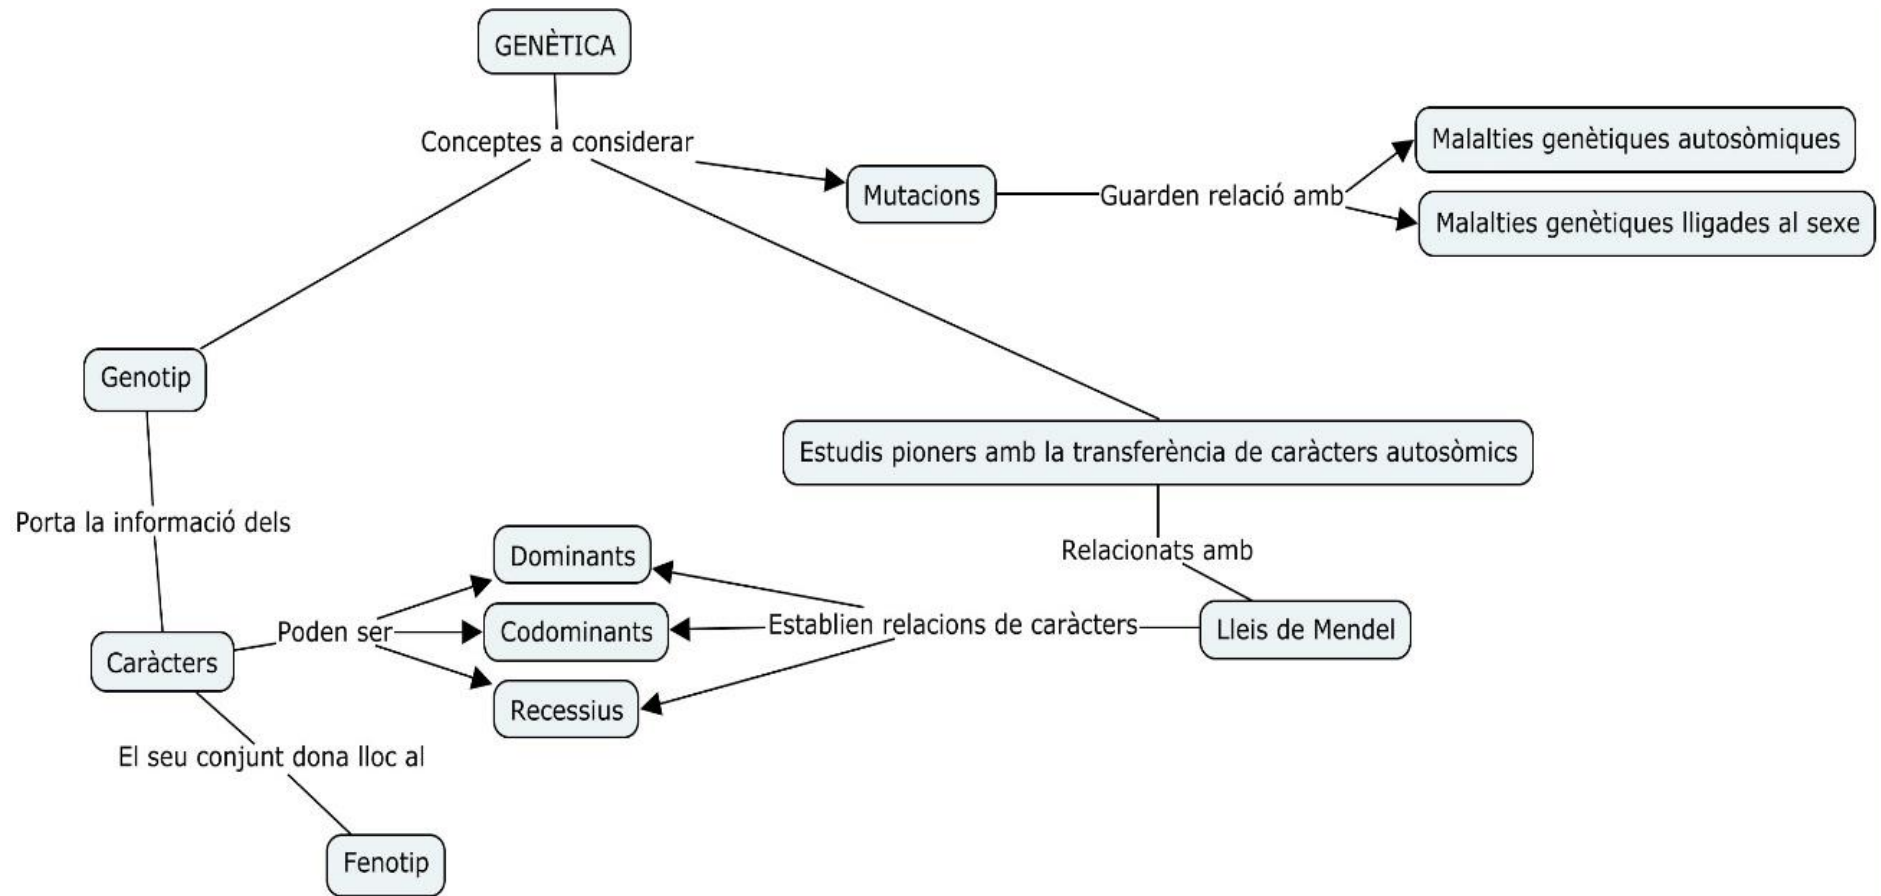 GENÈTICA
Conceptes a considerar
Malalties genètiques autosòmiques
Mutacions
Guarden relació amb
Malalties genètiques lligades al sexe
Genotip
Estudis pioners amb la transferència de caràcters autosòmics
Porta la informació dels
Relacionats amb
Dominants
Poden ser
Codominants
Establien relacions de caràcters
Lleis de Mendel
Caràcters
Recessius
El seu conjunt dona lloc al
Fenotip